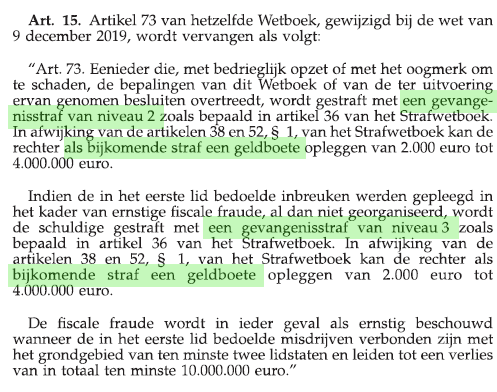 Art. 15. Artikel 73 van hetzelfde Wetboek, gewijzigd bij de wet van
9 december 2019, wordt vervangen als volgt:
“Art. 73. Eenieder die, met bedrieglijk opzet of met het oogmerk om
te schaden, de bepalingen van dit Wetboek of van de ter uitvoering
ervan genomen besluiten overtreedt, wordt gestraft met een gevange-
nisstraf van niveau 2 zoals bepaald in artikel 36 van het Strafwetboek.
In afwijking van de artikelen 38 en 52, § 1, van het Strafwetboek kan de
rechter als bijkomende straf een geldboete opleggen van 2.000 euro tot
4.000.000 euro.
Indien de in het eerste lid bedoelde inbreuken werden gepleegd in
het kader van ernstige fiscale fraude, al dan niet georganiseerd, wordt
de schuldige gestraft met een gevangenisstraf van niveau 3 zoals
bepaald in artikel 36 van het Strafwetboek. In afwijking van de
artikelen 38 en 52, § 1, van het Strafwetboek kan de rechter als
bijkomende straf een geldboete opleggen van 2.000 euro tot
4.000.000 euro.
De fiscale fraude wordt in ieder geval als ernstig beschouwd
wanneer de in het eerste lid bedoelde misdrijven verbonden zijn met
het grondgebied van ten minste twee lidstaten en leiden tot een verlies
van in totaal ten minste 10.000.000 euro.”